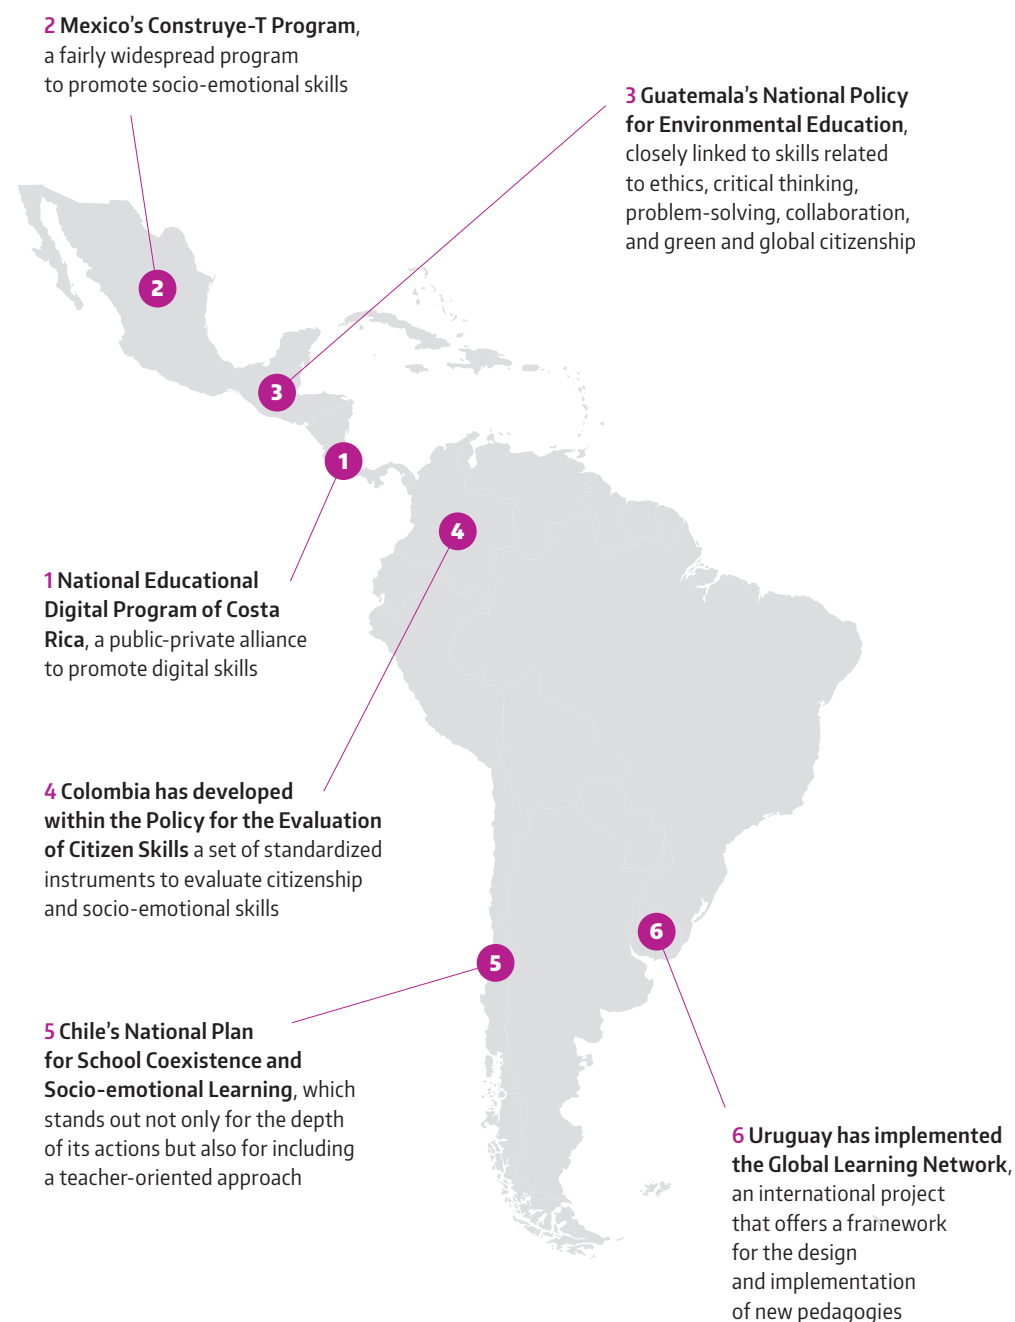 2 Mexico’s Construye-T Program,
a fairly widespread program
to promote socio-emotional skills
3 Guatemala’s National Policy
for Environmental Education,
closely linked to skills related
to ethics, critical thinking,
problem-solving, collaboration,
and green and global citizenship
2
3
1
4
1 National Educational
Digital Program of Costa
Rica, a public-private alliance
to promote digital skills
4 Colombia has developed
within the Policy for the Evaluation
of Citizen Skills a set of standardized
instruments to evaluate citizenship
and socio-emotional skills
6
5
5 Chile’s National Plan
for School Coexistence and
Socio-emotional Learning, which
stands out not only for the depth
of its actions but also for including
a teacher-oriented approach
6 Uruguay has implemented
the Global Learning Network,
an international project
that offers a framework
for the design
and implementation
of new pedagogies